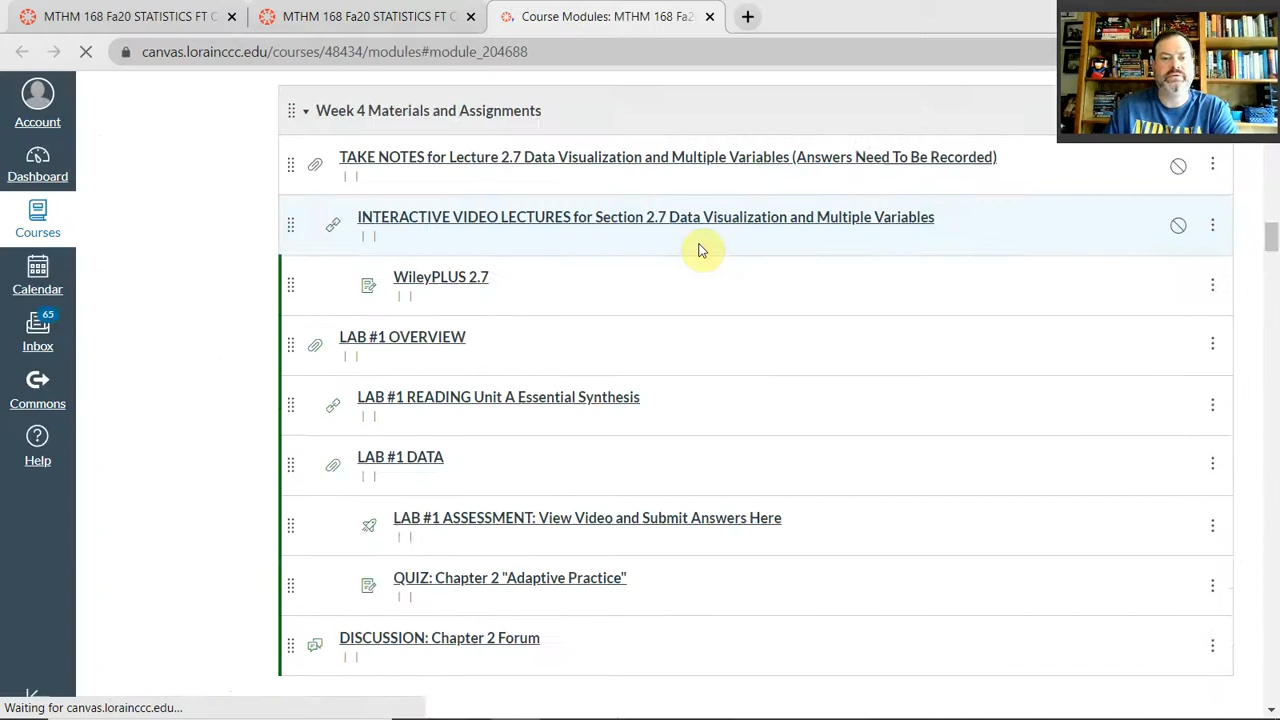 MTHM 168 Fa20 STATISTICS FT C
MTHM 168 F
STATISTICS FT C
Course Modules: MTHM 168 Fa2
canvas.lorainccc.edu/courses/48434/modules
_204688
Account
Dashboard
Courses
Calendar
65
Inbox
Commons
Help
Week 4 Materials and Assignments
TAKE NOTES for Lecture 2.7 Data Visualization and Multiple Variables (Answers Need To Be Recorded)
INTERACTIVE VIDEO LECTURES for Section 2.7 Data Visualization and Multiple Variables
WileyPLUS 2.7
LAB #1 OVERVIEW
LAB #1 READING Unit A Essential Synthesis
LAB #1 DATA
LAB #1 ASSESSMENT: View Video and Submit Answers Here
QUIZ: Chapter 2 "Adaptive Practice"
DISCUSSION: Chapter 2 Forum
Waiting for canvas.lorainccc.edu...
NIRVANA